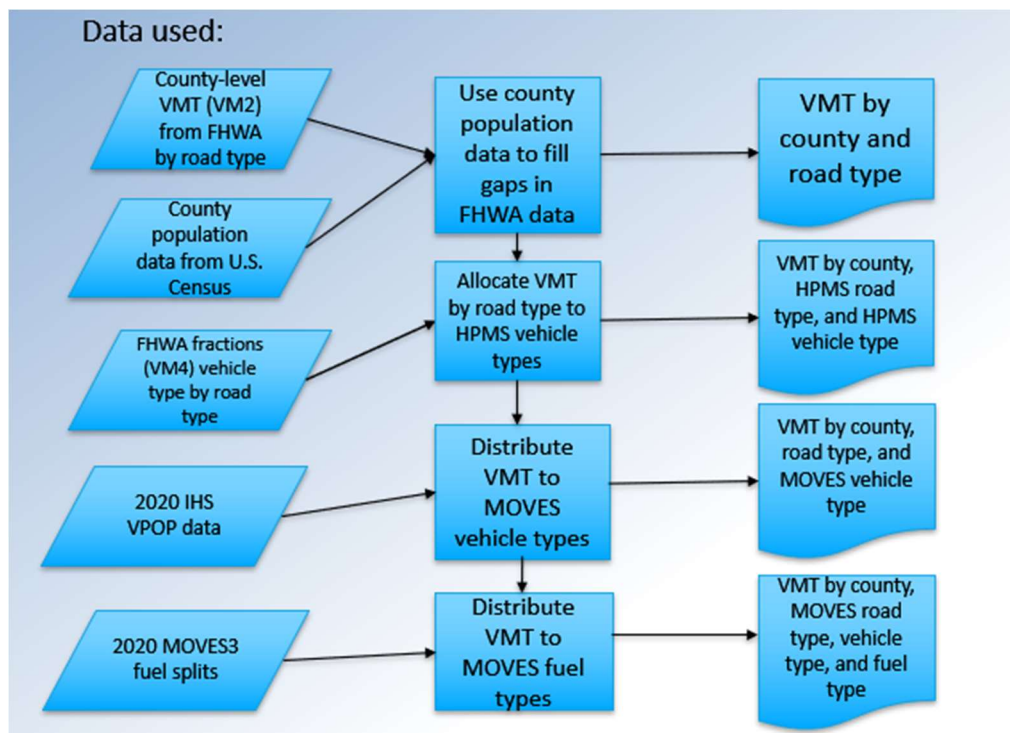 Data used:
County-level
VMT (VM2)
from FHWA
by road type
Use county
population
data to fill
gaps in
FHWA data
VMT by
county and
road type
County
population
data from U.S.
Census
Allocate VMT
by road type to
HPMS vehicle
types
VMT by county,
HPMS road
type, and HPMS
vehicle type
FHWA fractions
(VM4) vehicle
type by road
type
Distribute
VMT to
MOVES
vehicle types
VMT by county,
road type, and
MOVES vehicle
type
2020 IHS
VPOP data
Distribute
VMT to
MOVES fuel
types
VMT by county,
MOVES road
type, vehicle
type, and fuel
type
2020 MOVES3
fuel splits